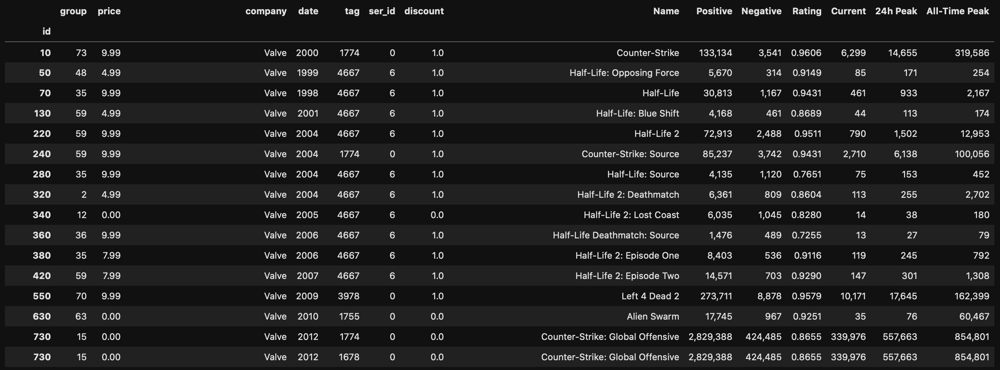 group price company date tag ser_id discount Name Positive Negative Rating Current 24h Peak All-Time Peak
id
10 73 9.99 Valve 2000 1774 0 1.0 Counter-Strike 133,134 3,541 0.9606 6,299 14,655 319,586
50 48 4.99 Valve 1999 4667 6 1.0 Half-Life: Opposing Force 5,670 314 0.9149 85 171 254
70 35 9.99 Valve 1998 4667 6 1.0 Half-Life 30,813 1,167 0.9431 461 933 2,167
130 59 4.99 Valve 2001 4667 6 1.0 Half-Life: Blue Shift 4,168 461 0.8689 44 113 174
220 59 9.99 Valve 2004 4667 6 1.0 Half-Life 2 72,913 2,488 0.9511 790 1,502 12,953
240 59 9.99 Valve 2004 1774 0 1.0 Counter-Strike: Source 85,237 3,742 0.9431 2,710 6,138 100,056
280 35 9.99 Valve 2004 4667 6 1.0 Half-Life: Source 4,135 1,120 0.7651 75 153 452
320 2 4.99 Valve 2004 4667 6 1.0 Half-Life 2: Deathmatch 6,361 809 0.8604 113 255 2,702
340 12 0.00 Valve 2005 4667 6 0.0 Half-Life 2: Lost Coast 6,035 1,045 0.8280 14 38 180
360 36 9.99 Valve 2006 4667 6 1.0 Half-Life Deathmatch: Source 1,476 489 0.7255 13 27 79
380 35 7.99 Valve 2006 4667 6 1.0 Half-Life 2: Episode One 8,403 536 0.9116 119 245 792
420 59 7.99 Valve 2007 4667 6 1.0 Half-Life 2: Episode Two 14,571 703 0.9290 147 301 1,308
550 70 9.99 Valve 2009 3978 0 1.0 Left 4 Dead 2 273,711 8,878 0.9579 10,171 17,645 162,399
630 63 0.00 Valve 2010 1755 0 0.0 Alien Swarm 17,745 967 0.9251 35 76 60,467
730 15 0.00 Valve 2012 1774 0 0.0 Counter-Strike: Global Offensive 2,829,388 424,485 0.8655 339,976 557,663 854,801
730 15 0.00 Valve 2012 1678 0 0.0 Counter-Strike: Global Offensive 2,829,388 424,485 0.8655 339,976 557,663 854,801